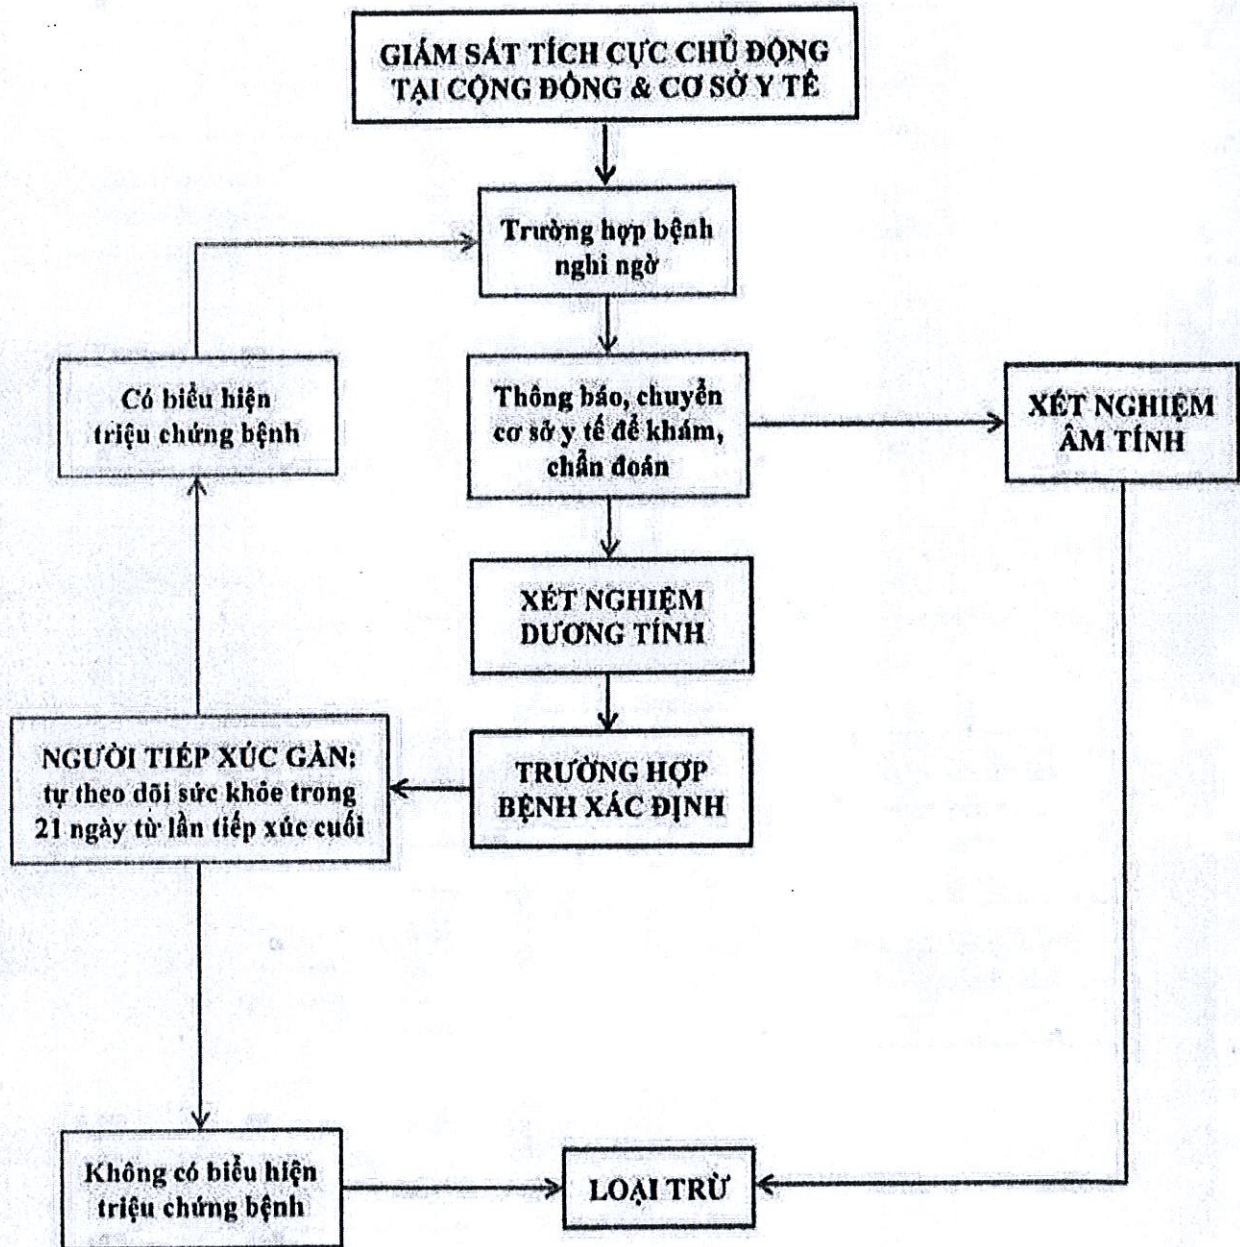 GIÁM SÁT TÍCH CỰC CHỦ ĐỘNG
TẠI CỘNG ĐỒNG & CƠ SỞ Y TẾ
Trường hợp bệnh
nghi ngờ
Có biểu hiện
triệu chứng bệnh
Thông báo, chuyển
cơ sở y tế để khám,
chẩn đoán
XÉT NGHIỆM
ÂM TÍNH
XÉT NGHIỆM
DƯƠNG TÍNH
NGƯỜI TIẾP XÚC GẦN:
tự theo dõi sức khỏe trong
21 ngày từ lần tiếp xúc cuối
TRƯỜNG HỢP
BỆNH XÁC ĐỊNH
Không có biểu hiện
triệu chứng bệnh
LOẠI TRỪ